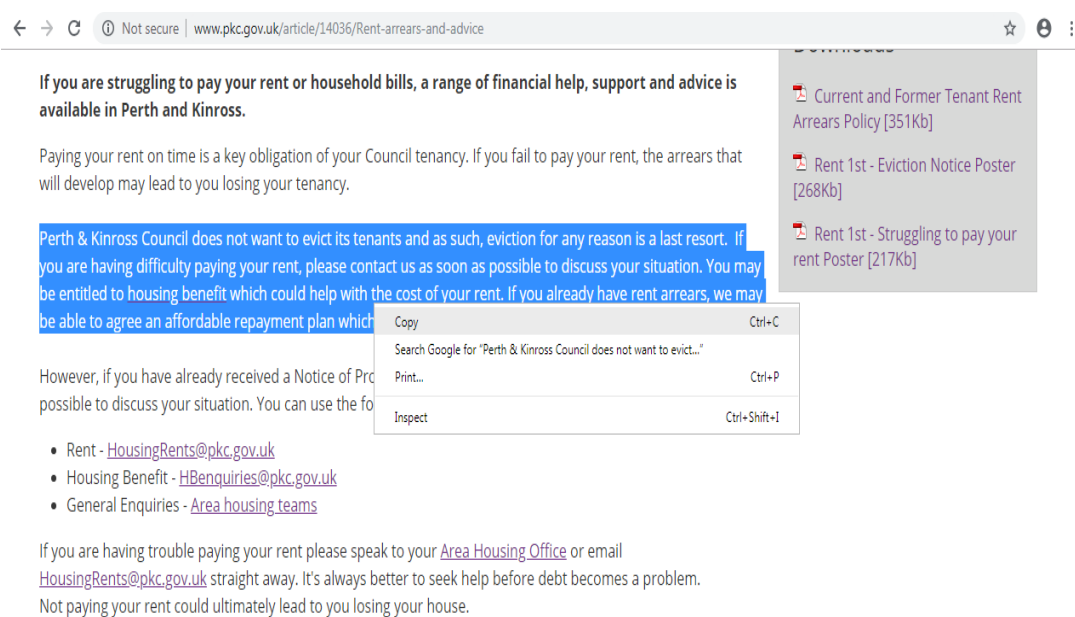 Not secure | www.pkc.gov.uk/article/14036/Rent-arrears-and-advice
If you are struggling to pay your rent or household bills, a range of financial help, support and advice is
available in Perth and Kinross.
Paying your rent on time is a key obligation of your Council tenancy. If you fail to pay your rent, the arrears that
will develop may lead to you losing your tenancy.
Perth & Kinross Council does not want to evict its tenants and as such, eviction for any reason is a last resort. If
you are having difficulty paying your rent, please contact us as soon as possible to discuss your situation. You may
be entitled to housing benefit which could help with the cost of your rent. If you already have rent arrears, we may
be able to agree an affordable repayment plan which
However, if you have already received a Notice of Pro
possible to discuss your situation. You can use the fo
• Rent - HousingRents@pkc.gov.uk
• Housing Benefit - HBenquiries@pkc.gov.uk
• General Enquiries - Area housing teams
If you are having trouble paying your rent please speak to your Area Housing Office or email
HousingRents@pkc.gov.uk straight away. It's always better to seek help before debt becomes a problem.
Not paying your rent could ultimately lead to you losing your house.
Copy Ctrl+C
Search Google for "Perth & Kinross Council does not want to evict..."
Print... Ctrl+P
Inspect Ctrl+Shift+I
Current and Former Tenant Rent
Arrears Policy [351Kb]
Rent 1st - Eviction Notice Poster
[268Kb]
Rent 1st - Struggling to pay your
rent Poster [217Kb]